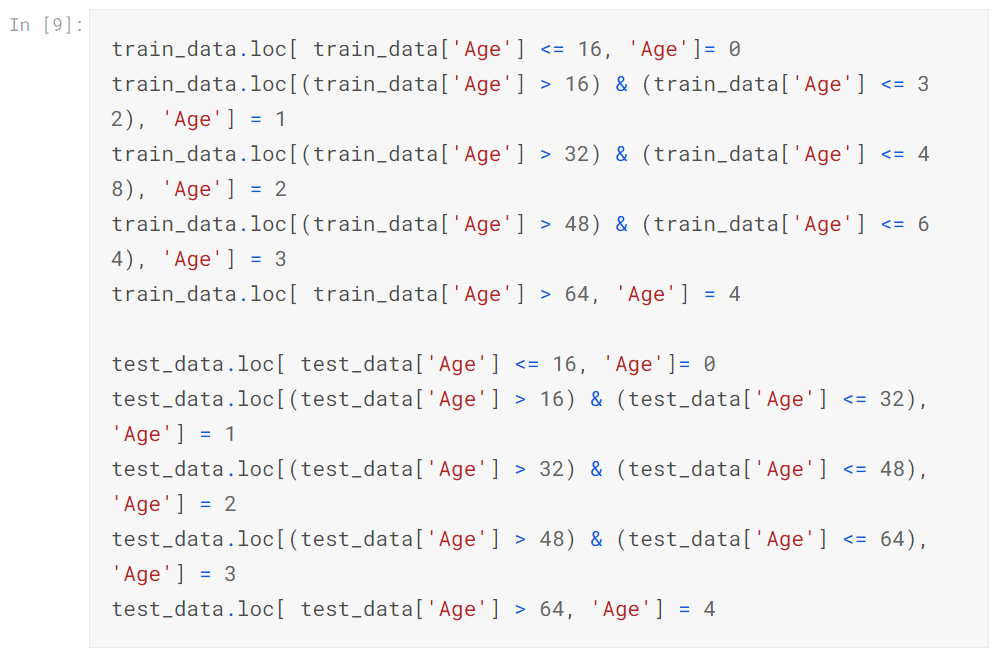 In [9]:
train_data.loc[ train_data['Age'] <= 16, 'Age']= 0
train_data.loc[(train_data['Age'] > 16) & (train_data['Age'] <= 3
2), 'Age'] = 1
train_data.loc[(train_data['Age'] > 32) & (train_data['Age'] <= 4
8), 'Age'] = 2
train_data.loc[(train_data['Age'] > 48) & (train_data['Age'] <= 6
4), 'Age'] = 3
train_data.loc[ train_data['Age'] > 64, 'Age'] = 4

test_data.loc[ test_data['Age'] <= 16, 'Age']= 0
test_data.loc[(test_data['Age'] > 16) & (test_data['Age'] <= 32),
'Age'] = 1
test_data.loc[(test_data['Age'] > 32) & (test_data['Age'] <= 48),
'Age'] = 2
test_data.loc[(test_data['Age'] > 48) & (test_data['Age'] <= 64),
'Age'] = 3
test_data.loc[ test_data['Age'] > 64, 'Age'] = 4